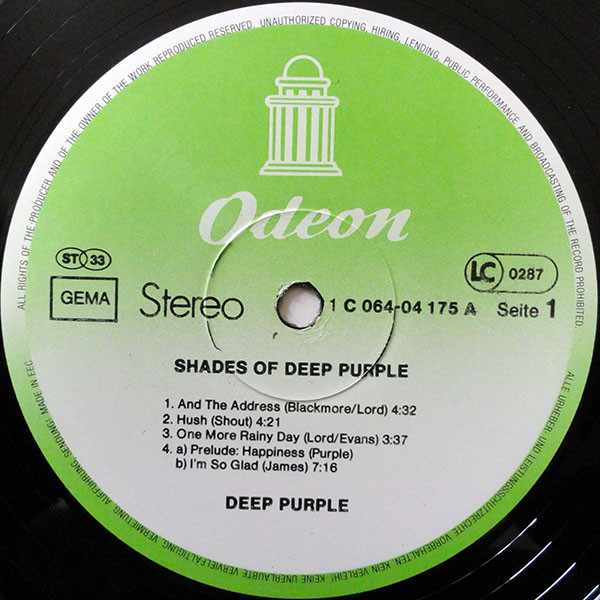 ALL RIGHTS OF THE PRODUCER AND OF THE OWNER OF THE WORK REPRODUCED RESERVED. UNAUTHORIZED COPYING, HIRING, LENDING, PUBLIC PERFORMANCE AND BROADCASTING OF THE RECORD PROHIBITED.
Odeon
ST 33
GEMA
Stereo
1 C 064-04 175 A
LC 0287
Seite 1
SHADES OF DEEP PURPLE
1. And The Address (Blackmore/Lord) 4:32
2. Hush (Shout) 4:21
3. One More Rainy Day (Lord/Evans) 3:37
4. a) Prelude: Happiness (Purple)
b) I'm So Glad (James) 7:16
DEEP PURPLE
ALLE URHEBER- UND LEISTUNGSSCHUTZRECHTE VORBEHALTEN. KEIN VERLEIH! KEINE UNERLAUBTE VERVIELFÄLTIGUNG, VERMIETUNG, AUFFÜHRUNG, SENDUNG! MADE IN EEC.